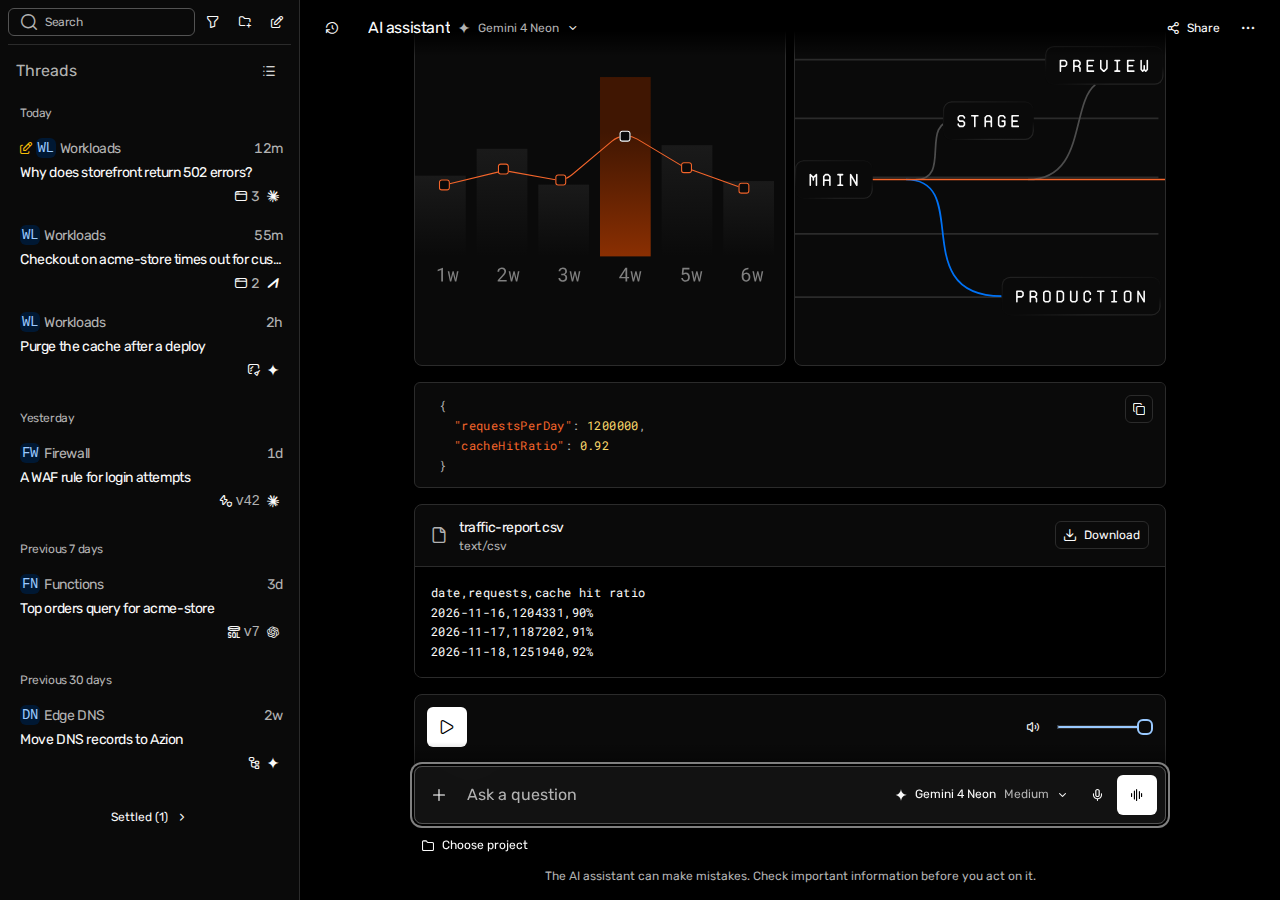 Search
Threads
Today
WL Workloads 12m
Why does storefront return 502 errors?
3
WL Workloads 55m
Checkout on acme-store times out for cus…
2
WL Workloads 2h
Purge the cache after a deploy
Yesterday
FW Firewall 1d
A WAF rule for login attempts
v42
Previous 7 days
FN Functions 3d
Top orders query for acme-store
SQL v7
Previous 30 days
DN Edge DNS 2w
Move DNS records to Azion
Settled (1)
AI assistant Gemini 4 Neon
Share
1w 2w 3w 4w 5w 6w
PREVIEW
STAGE
MAIN
PRODUCTION
{
"requestsPerDay": 1200000,
"cacheHitRatio": 0.92
}
traffic-report.csv
text/csv
Download
date,requests,cache hit ratio
2026-11-16,1204331,90%
2026-11-17,1187202,91%
2026-11-18,1251940,92%
Ask a question
Gemini 4 Neon Medium
Choose project
The AI assistant can make mistakes. Check important information before you act on it.